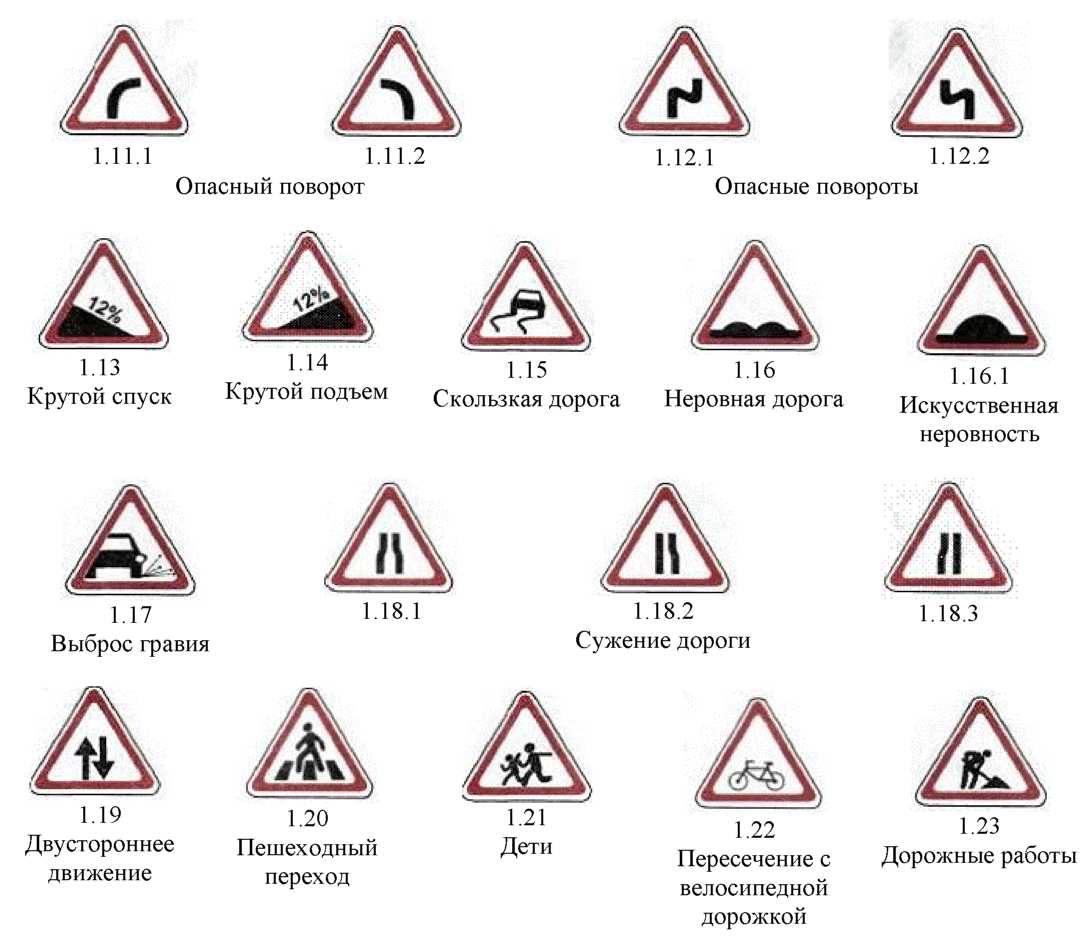 1.11.1
1.11.2
1.12.1
1.12.2
Опасный поворот
Опасные повороты
12%
12%
1.13
1.14
1.15
1.16
1.16.1
Крутой спуск
Крутой подъем
Скользкая дорога
Неровная дорога
Искусственная
неровность
1.17
1.18.1
1.18.2
1.18.3
Выброс гравия
Сужение дороги
1.19
1.20
1.21
1.22
1.23
Двустороннее
движение
Пешеходный
переход
Дети
Пересечение с
велосипедной
дорожкой
Дорожные работы